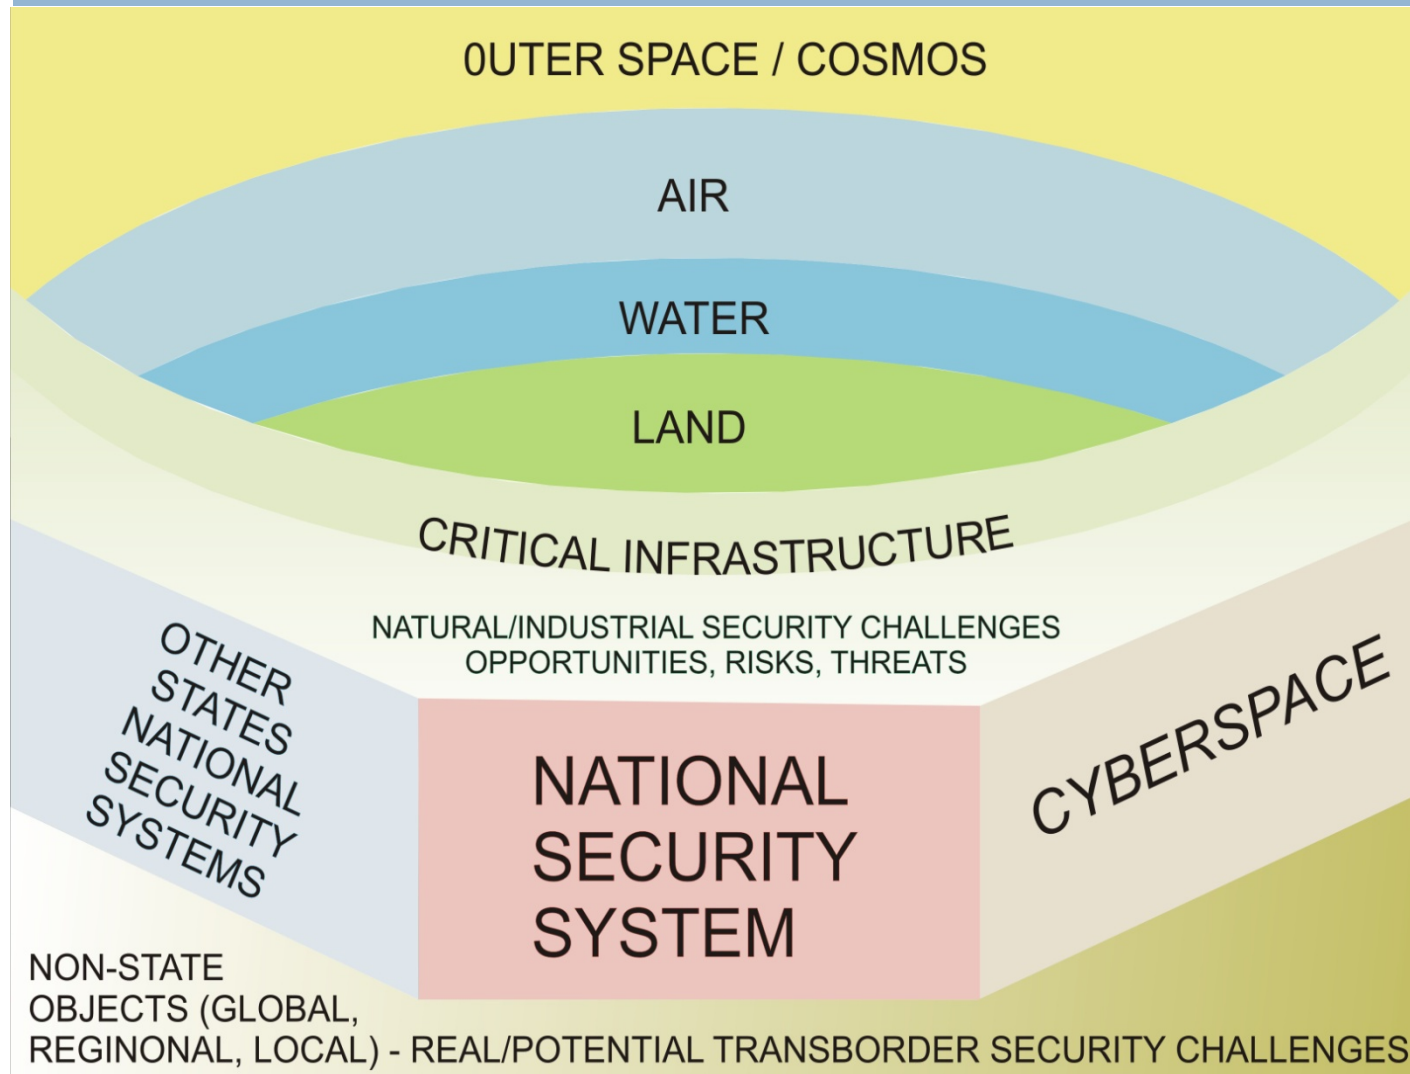 0UTER SPACE / COSMOS
AIR
WATER
LAND
CRITICAL INFRASTRUCTURE
NATURAL/INDUSTRIAL SECURITY CHALLENGES
OPPORTUNITIES, RISKS, THREATS
OTHER
STATES
NATIONAL
SECURITY
SYSTEMS
NATIONAL
SECURITY
SYSTEM
CYBERSPACE
NON-STATE
OBJECTS (GLOBAL,
REGINONAL, LOCAL) - REAL/POTENTIAL TRANSBORDER SECURITY CHALLENGES